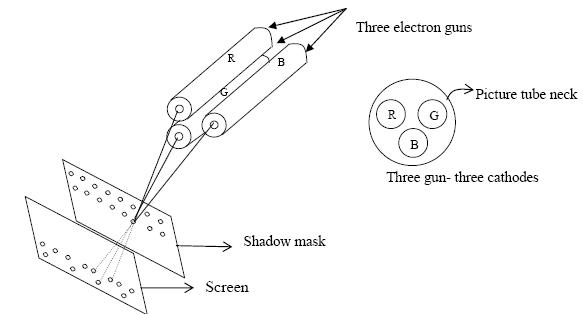 Three electron guns
R
B
G
Picture tube neck
R
G
B
Three gun- three cathodes
Shadow mask
Screen